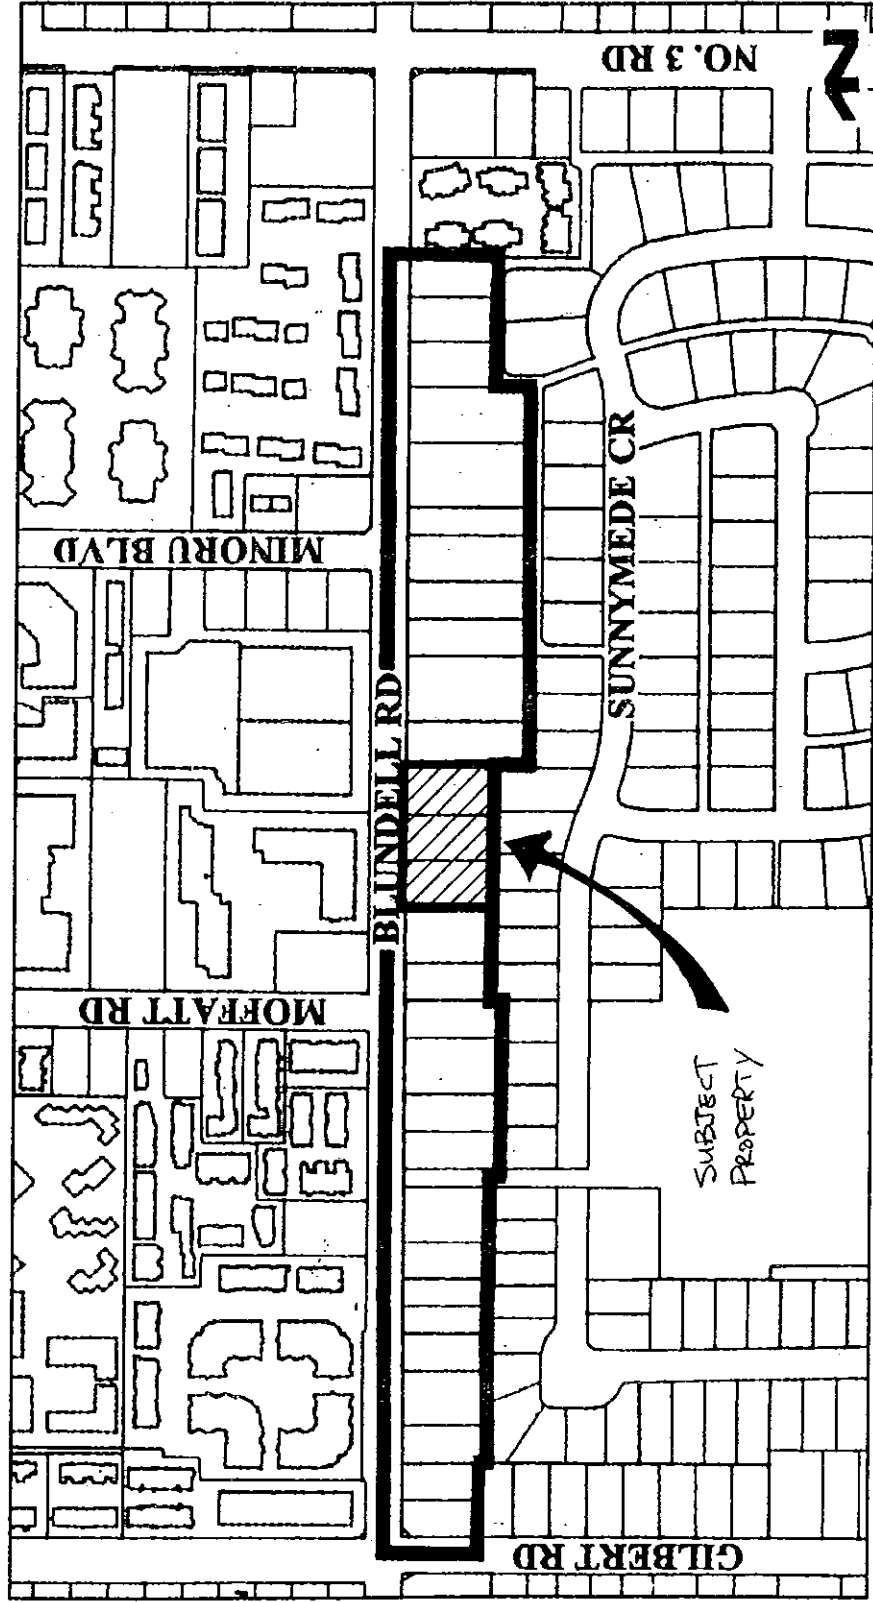 NO. 3 RD
MINORU BLVD
SUNNYMEDE CR
BLUNDELL RD
MOFFATT RD
SUBJECT
PROPERTY
GILBERT RD
N